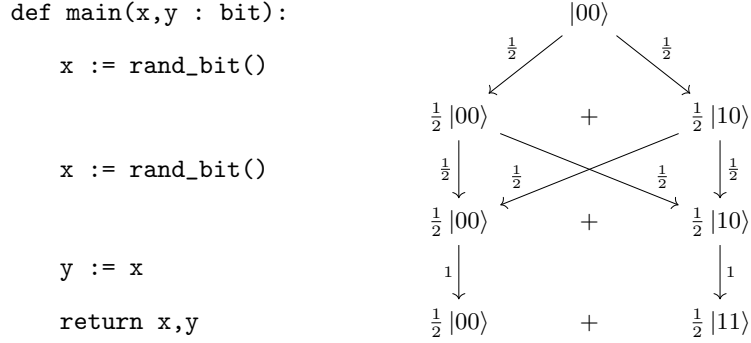 def main(x,y : bit): |00⟩
½ ½
x := rand_bit()
½ |00⟩ + ½ |10⟩
x := rand_bit() ½ ½ ½ ½
½ |00⟩ + ½ |10⟩
y := x 1 1
return x,y ½ |00⟩ + ½ |11⟩